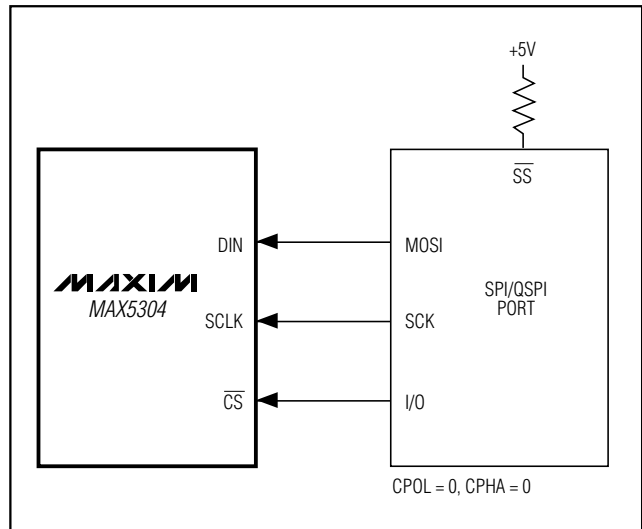 +5V
SS
DIN
MOSI
MAXIM
MAX5304
SPI/QSPI
PORT
SCLK
SCK
CS
I/O
CPOL = 0, CPHA = 0